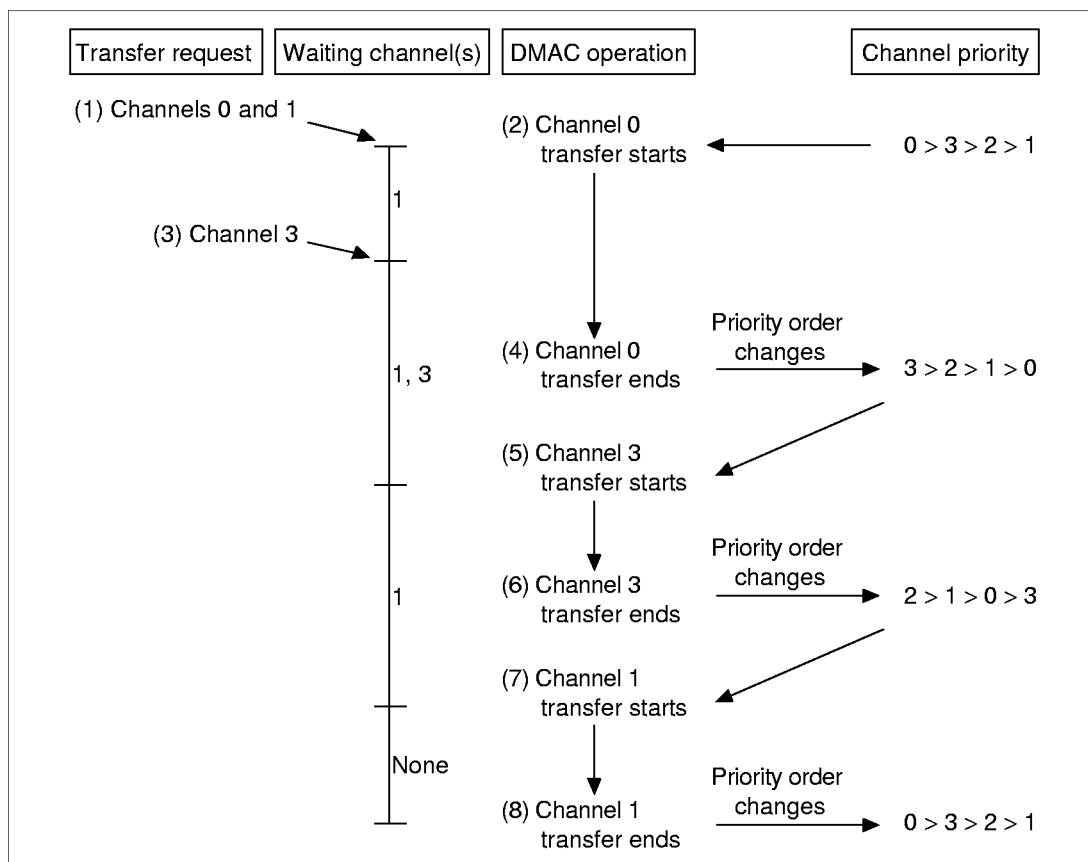 Transfer request
Waiting channel(s)
DMAC operation
Channel priority
(1) Channels 0 and 1
(2) Channel 0
transfer starts
0 > 3 > 2 > 1
1
(3) Channel 3
Priority order
changes
(4) Channel 0
transfer ends
1, 3
3 > 2 > 1 > 0
(5) Channel 3
transfer starts
Priority order
changes
(6) Channel 3
transfer ends
1
2 > 1 > 0 > 3
(7) Channel 1
transfer starts
None
Priority order
changes
(8) Channel 1
transfer ends
0 > 3 > 2 > 1